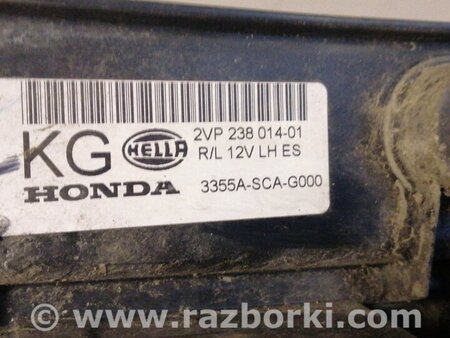 KG HELLA 2VP 238 014-01
R/L 12V LH ES
HONDA 3355A-SCA-G000
© www.razborki.com